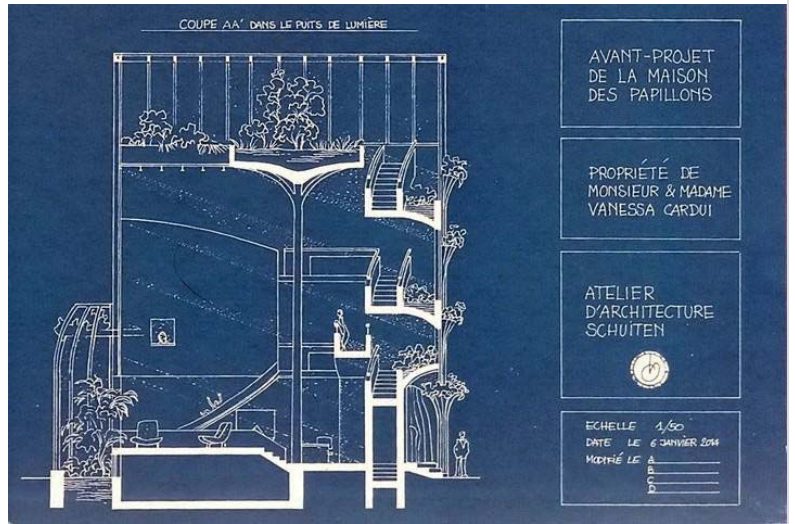 COUPE AA' DANS LE PUITS DE LUMIÈRE
AVANT-PROJET
DE LA MAISON
DES PAPILLONS
PROPRIÉTÉ DE
MONSIEUR & MADAME
VANESSA CARDUI
ATELIER
D'ARCHITECTURE
SCHUITEN
ECHELLE 1/50
DATE LE 6 JANVIER 2014
MODIFIÉ LE A
B
C
D